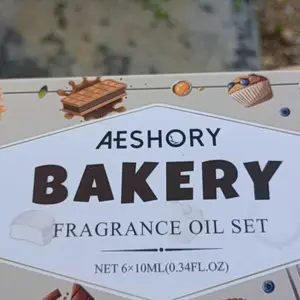 AESHORY
BAKERY
FRAGRANCE OIL SET
NET 6×10ML(0.34FL.OZ)